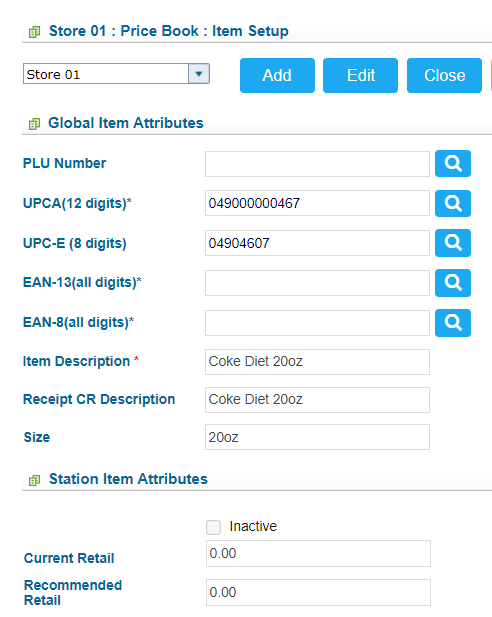 Store 01 : Price Book : Item Setup
Store 01 Add Edit Close
Global Item Attributes
PLU Number
UPCA(12 digits)* 049000000467
UPC-E (8 digits) 04904607
EAN-13(all digits)*
EAN-8(all digits)*
Item Description * Coke Diet 20oz
Receipt CR Description Coke Diet 20oz
Size 20oz
Station Item Attributes
Inactive
Current Retail 0.00
Recommended
Retail 0.00